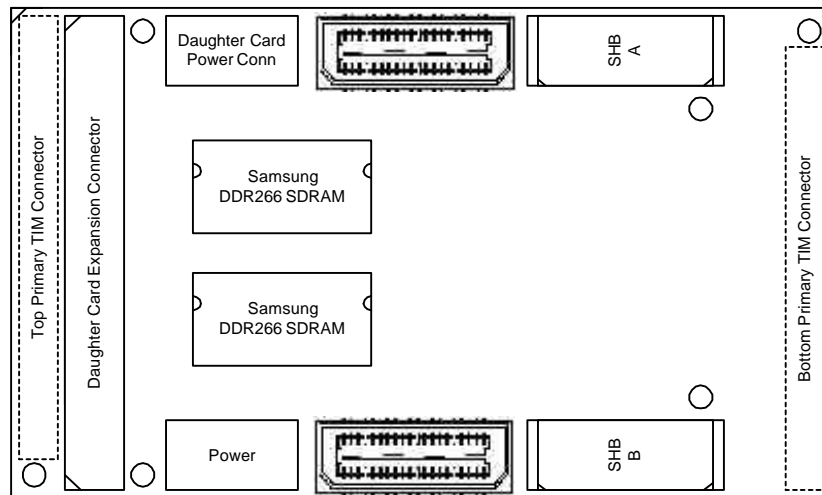 Daughter Card
Power Conn
SHB
A
Top Primary TIM Connector
Daughter Card Expansion Connector
Samsung
DDR266 SDRAM
Samsung
DDR266 SDRAM
Bottom Primary TIM Connector
Power
SHB
B